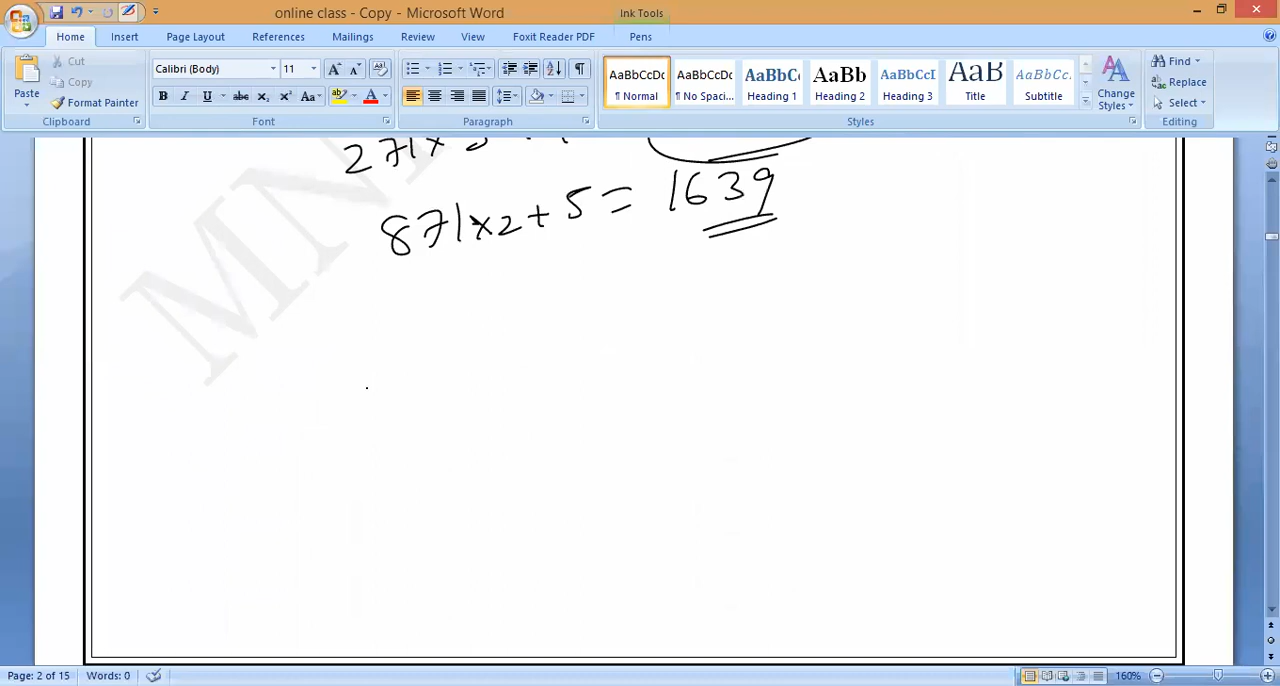 online class - Copy - Microsoft Word
Ink Tools
Home
Insert
Page Layout
References
Mailings
Review
View
Foxit Reader PDF
Pens
Paste
Cut
Copy
Format Painter
Clipboard
Calibri (Body)
11
Font
Paragraph
AaBbCcDc
¶ Normal
AaBbCcDc
¶ No Spaci...
AaBbC
Heading 1
AaBb
Heading 2
AaBbCcI
Heading 3
AaB
Title
AaBbCc.
Subtitle
Change
Styles
Styles
Find
Replace
Select
Editing
871x2+5=1639
Page: 2 of 15
Words: 0
160%